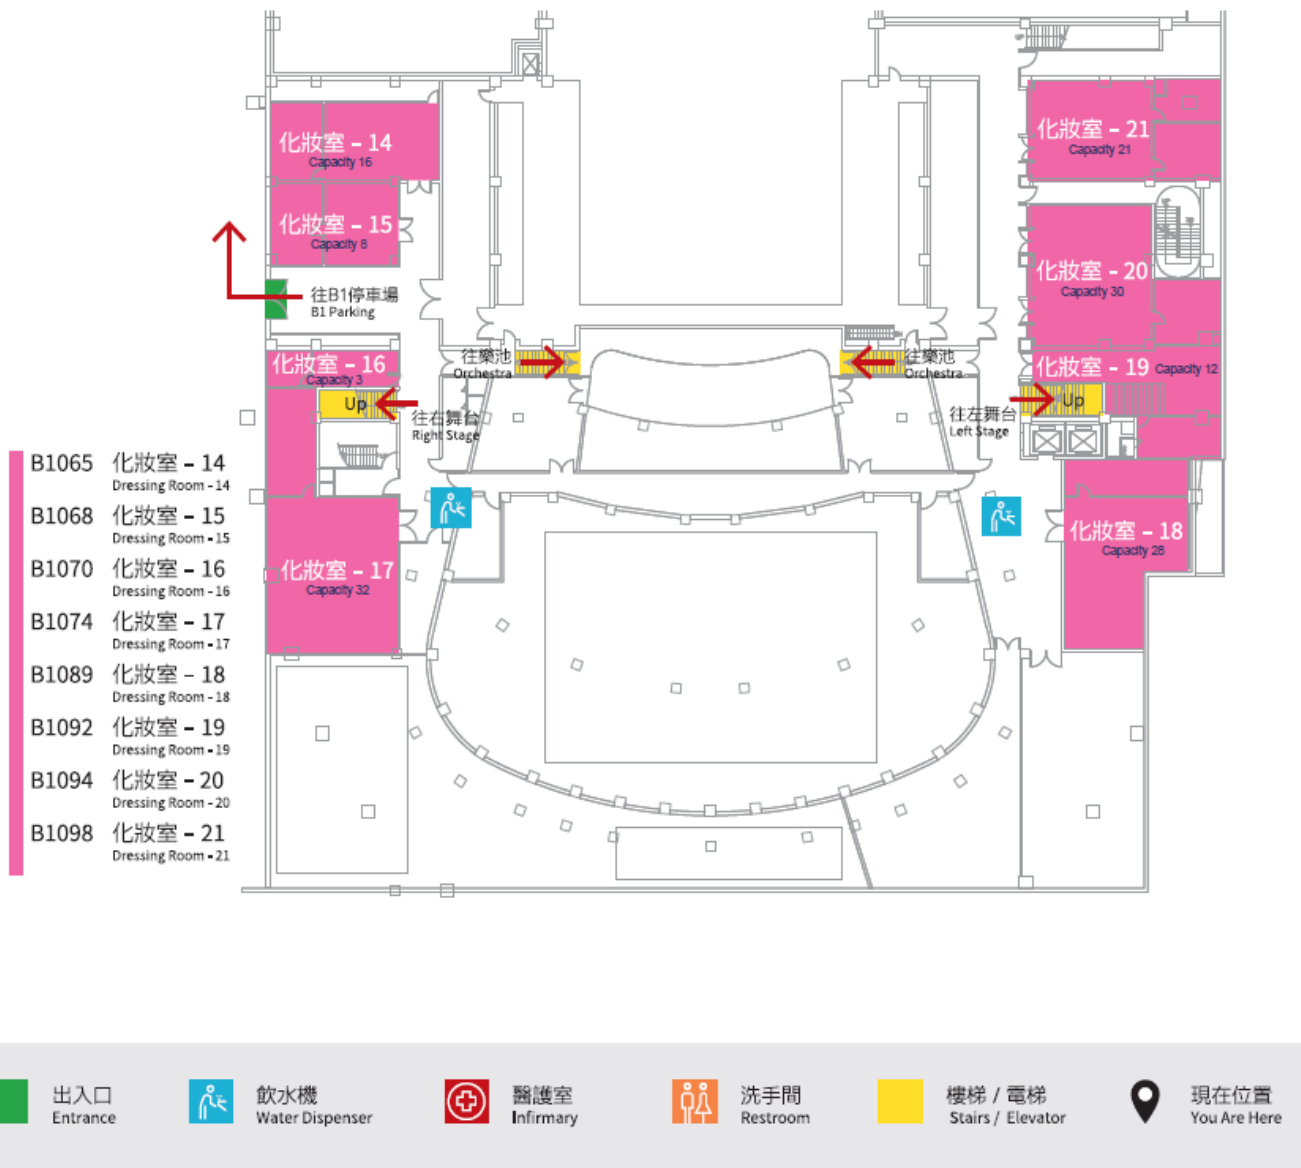 化妝室 - 14
Capacity 16
化妝室 - 15
Capacity 8
往B1停車場
B1 Parking
化妝室 - 16
Capacity 3
Up
往右舞台
Right Stage
往樂池
Orchestra
往樂池
Orchestra
化妝室 - 21
Capacity 21
化妝室 - 20
Capacity 30
化妝室 - 19 Capacity 12
Up
往左舞台
Left Stage
化妝室 - 18
Capacity 28
化妝室 - 17
Capacity 32
B1065 化妝室 - 14
Dressing Room - 14
B1068 化妝室 - 15
Dressing Room - 15
B1070 化妝室 - 16
Dressing Room - 16
B1074 化妝室 - 17
Dressing Room - 17
B1089 化妝室 - 18
Dressing Room - 18
B1092 化妝室 - 19
Dressing Room - 19
B1094 化妝室 - 20
Dressing Room - 20
B1098 化妝室 - 21
Dressing Room - 21
出入口
Entrance
飲水機
Water Dispenser
醫護室
Infirmary
洗手間
Restroom
樓梯 / 電梯
Stairs / Elevator
現在位置
You Are Here